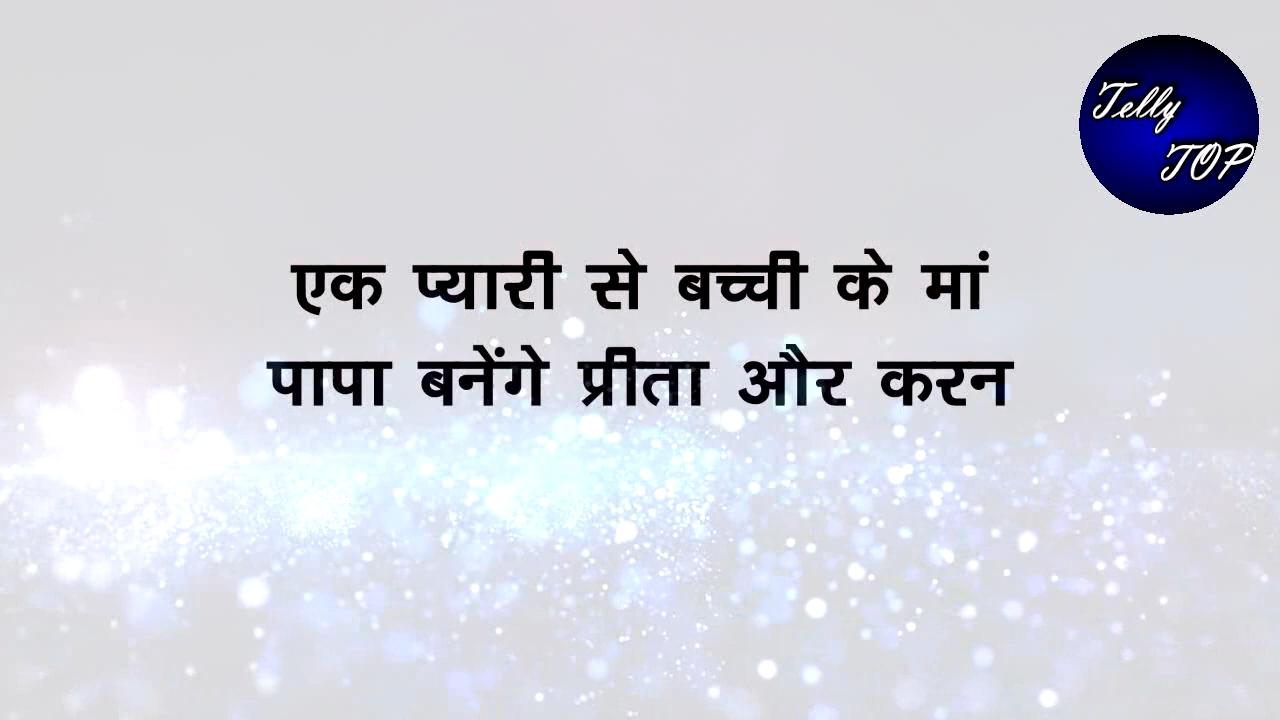 Telly
TOP
एक प्यारी से बच्ची के मां
पापा बनेंगे प्रीता और करन